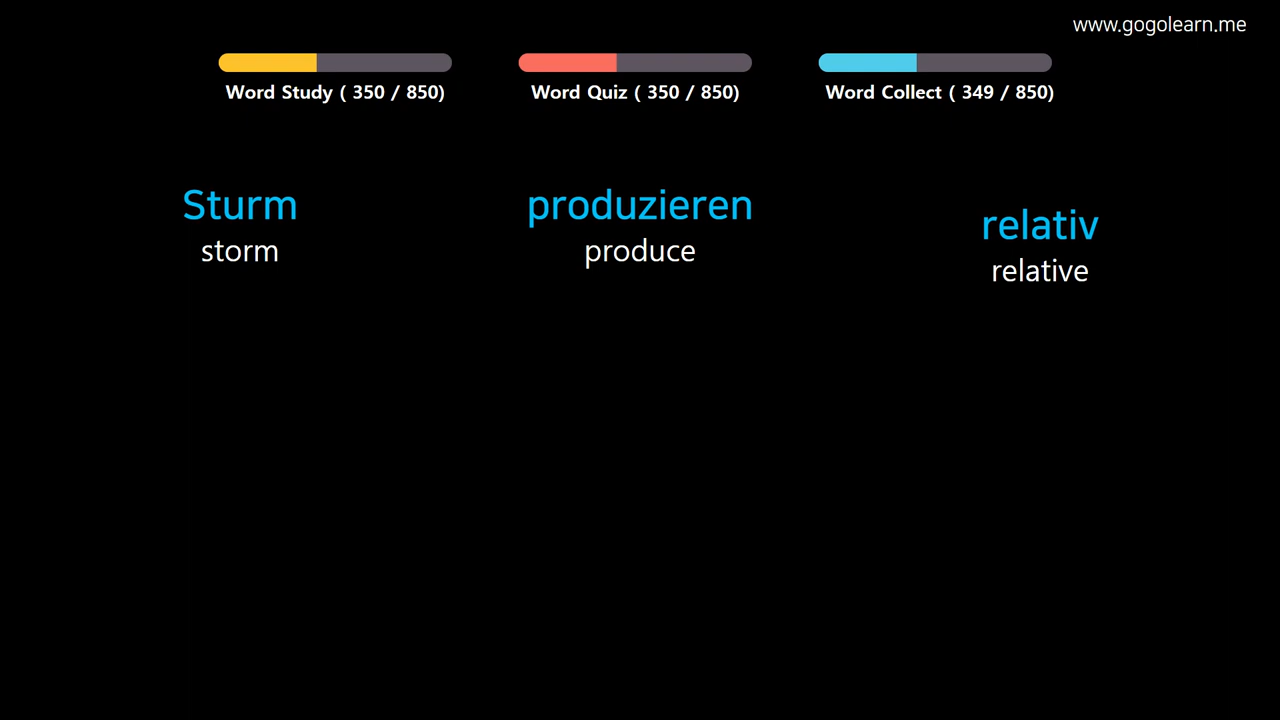 www.gogolearn.me
Word Study ( 350 / 850)
Word Quiz ( 350 / 850)
Word Collect ( 349 / 850)
Sturm
storm
produzieren
produce
relativ
relative